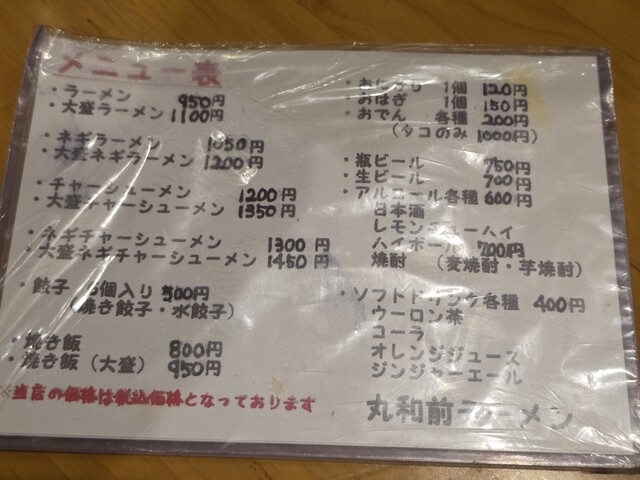 メニュー表
・ラーメン 950円
・大盛ラーメン 1100円
・ネギラーメン 1050円
・大盛ネギラーメン 1200円
・チャーシューメン 1200円
・大盛チャーシューメン 1350円
・ネギチャーシューメン 1300円
・大盛ネギチャーシューメン 1450円
・餃子 5個入り 500円
(焼き餃子・水餃子)
・焼き飯 800円
・焼き飯(大盛) 950円
※当店の価格は税込価格となっております
・おにぎり 1個 120円
・おはぎ 1個 150円
・おでん 各種 200円
(タコのみ 1000円)
・瓶ビール 750円
・生ビール 700円
・アルコール各種 600円
日本酒
レモンチューハイ
ハイボール 700円
焼酎 (麦焼酎・芋焼酎)
・ソフトドリンク各種 400円
ウーロン茶
コーラ
オレンジジュース
ジンジャーエール
丸和前ラーメン